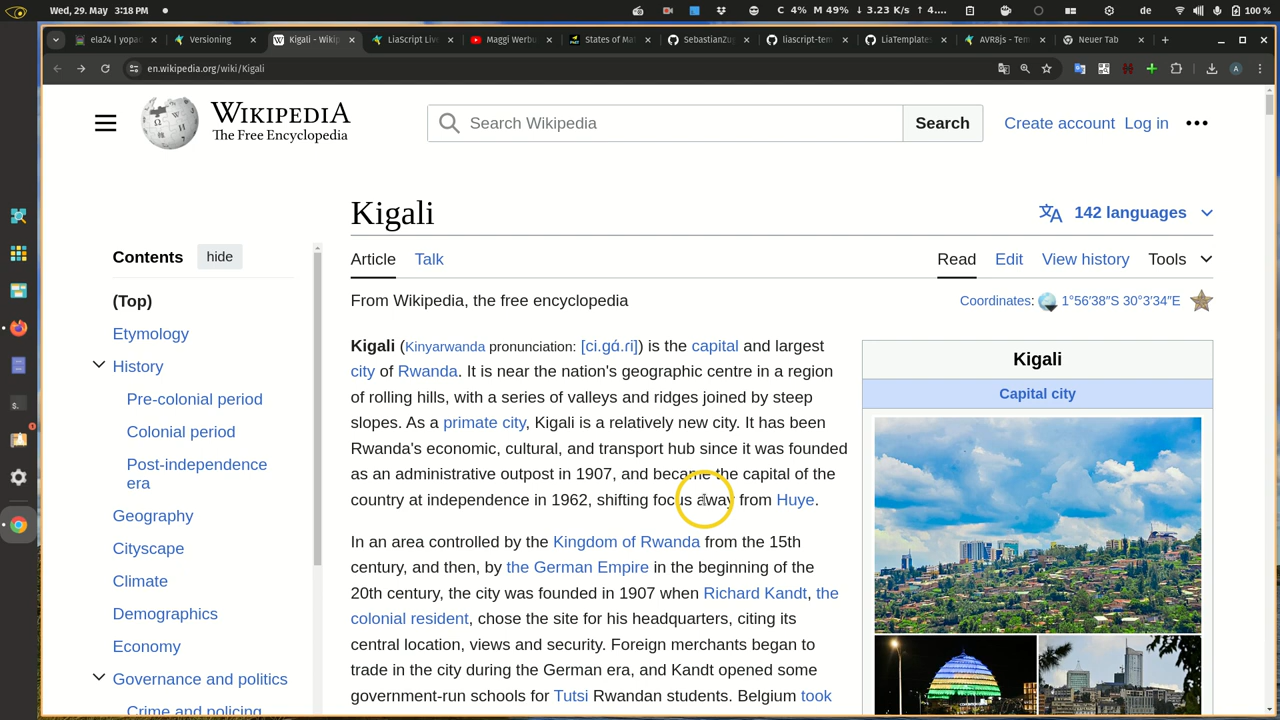 Wed, 29. May 3:18 PM
C 4% M 49% ↓ 3.23 K/s ↑ 4.... de 100 %
ela24 | yopac
Versioning
Kigali - Wikip
LiaScript Live
Maggi Werbu
States of Mat
SebastianZug
liascript-tem
LiaTemplates
AVR8js - Tem
Neuer Tab
en.wikipedia.org/wiki/Kigali
A
WIKIPEDIA
The Free Encyclopedia
Search Wikipedia
Search
Create account Log in
Kigali
142 languages
Contents hide
Article Talk
Read Edit View history Tools
(Top)
From Wikipedia, the free encyclopedia
Coordinates: 1°56′38″S 30°3′34″E
Etymology
History
Pre-colonial period
Colonial period
Post-independence
era
Geography
Cityscape
Climate
Demographics
Economy
Governance and politics
Crime and policing
Kigali (Kinyarwanda pronunciation: [ci.gɑ́.ɾi]) is the capital and largest
city of Rwanda. It is near the nation's geographic centre in a region
of rolling hills, with a series of valleys and ridges joined by steep
slopes. As a primate city, Kigali is a relatively new city. It has been
Rwanda's economic, cultural, and transport hub since it was founded
as an administrative outpost in 1907, and became the capital of the
country at independence in 1962, shifting focus away from Huye.
In an area controlled by the Kingdom of Rwanda from the 15th
century, and then, by the German Empire in the beginning of the
20th century, the city was founded in 1907 when Richard Kandt, the
colonial resident, chose the site for his headquarters, citing its
central location, views and security. Foreign merchants began to
trade in the city during the German era, and Kandt opened some
government-run schools for Tutsi Rwandan students. Belgium took
Kigali
Capital city